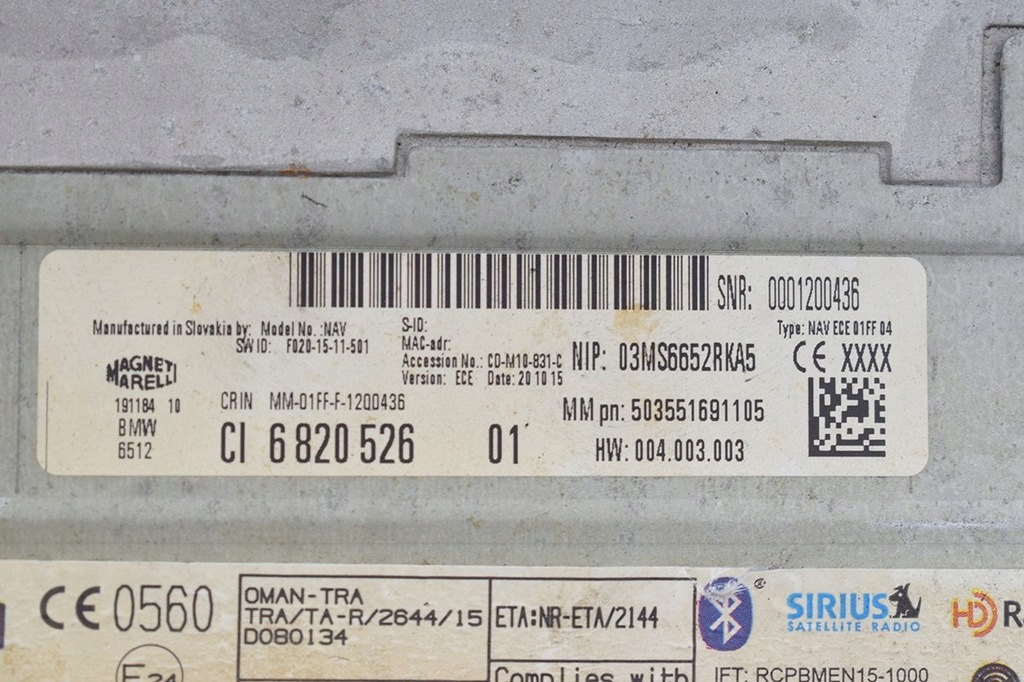 SNR: 0001200436
Manufactured in Slovakia by: Model No.:NAV
SW ID: F020-15-11-501
S-ID:
MAC-adr:
Accession No.: CD-M10-831-C
Version: ECE Date: 20 10 15
NIP: 03MS6652RKA5
Type: NAV ECE 01FF 04
CE XXXX
MAGNETI
MARELLI
191184 10
BMW
6512
CRIN MM-01FF-F-1200436
CI 6 820 526 01
MM pn: 503551691105
HW: 004.003.003
CE 0560
E24
OMAN-TRA
TRA/TA-R/2644/15
D080134
ETA:NR-ETA/2144
Complies with
®
SIRIUS
SATELLITE RADIO
HD
IFT: RCPBMEN15-1000